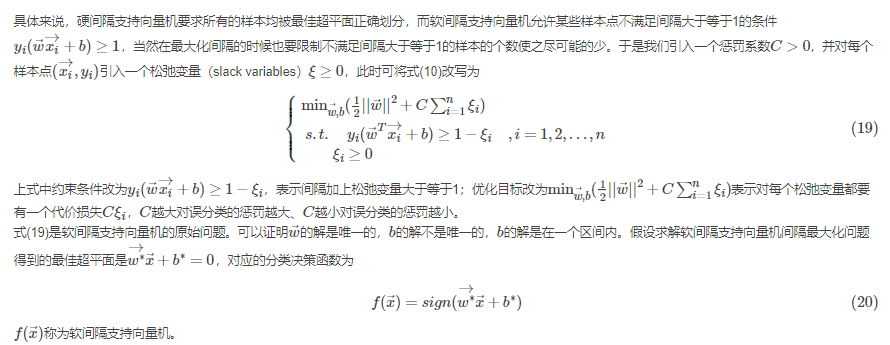 具体来说，硬间隔支持向量机要求所有的样本均被最佳超平面正确划分，而软间隔支持向量机允许某些样本点不满足间隔大于等于1的条件
$y_i(\vec{w}\vec{x_i}+b) \geq 1$，当然在最大化间隔的时候也要限制不满足间隔大于等于1的样本的个数使之尽可能的少。于是我们引入一个惩罚系数$C > 0$，并对每个
样本点$(\vec{x_i}, y_i)$引入一个松弛变量（slack variables）$\xi \geq 0$，此时可将式(10)改写为
$\min_{\vec{w},b}(\frac{1}{2}||\vec{w}||^2 + C\sum_{i=1}^{n}\xi_i)$
$s.t. \quad y_i(\vec{w}^T\vec{x_i}+b) \geq 1-\xi_i \quad ,i=1,2,\ldots,n$ (19)
$\xi_i \geq 0$
上式中约束条件改为$y_i(\vec{w}\vec{x_i}+b) \geq 1-\xi_i$，表示间隔加上松弛变量大于等于1；优化目标改为$\min_{\vec{w},b}(\frac{1}{2}||\vec{w}||^2 + C\sum_{i=1}^{n}\xi_i)$表示对每个松弛变量都要
有一个代价损失$C\xi_i$，$C$越大对误分类的惩罚越大、$C$越小对误分类的惩罚越小。
式(19)是软间隔支持向量机的原始问题。可以证明$\vec{w}$的解是唯一的，$b$的解不是唯一的，$b$的解是在一个区间内。假设求解软间隔支持向量机间隔最大化问题
得到的最佳超平面是$\vec{w^*}\vec{x}+b^*=0$，对应的分类决策函数为
$f(\vec{x}) = sign(\vec{w^*}\vec{x}+b^*)$ (20)
$f(\vec{x})$称为软间隔支持向量机。